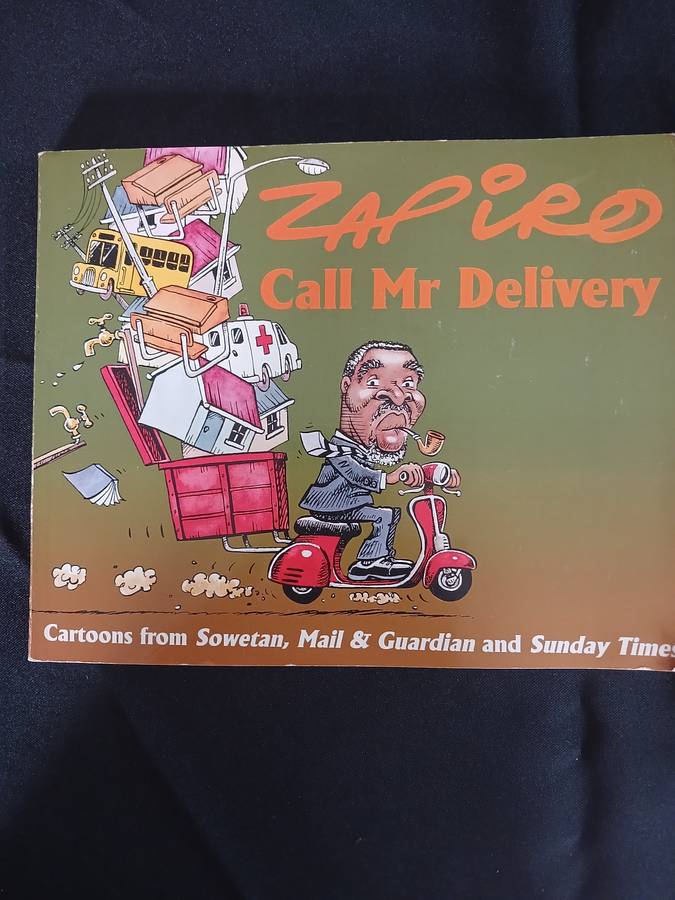 ZAPIRO
Call Mr Delivery
Cartoons from Sowetan, Mail & Guardian and Sunday Times